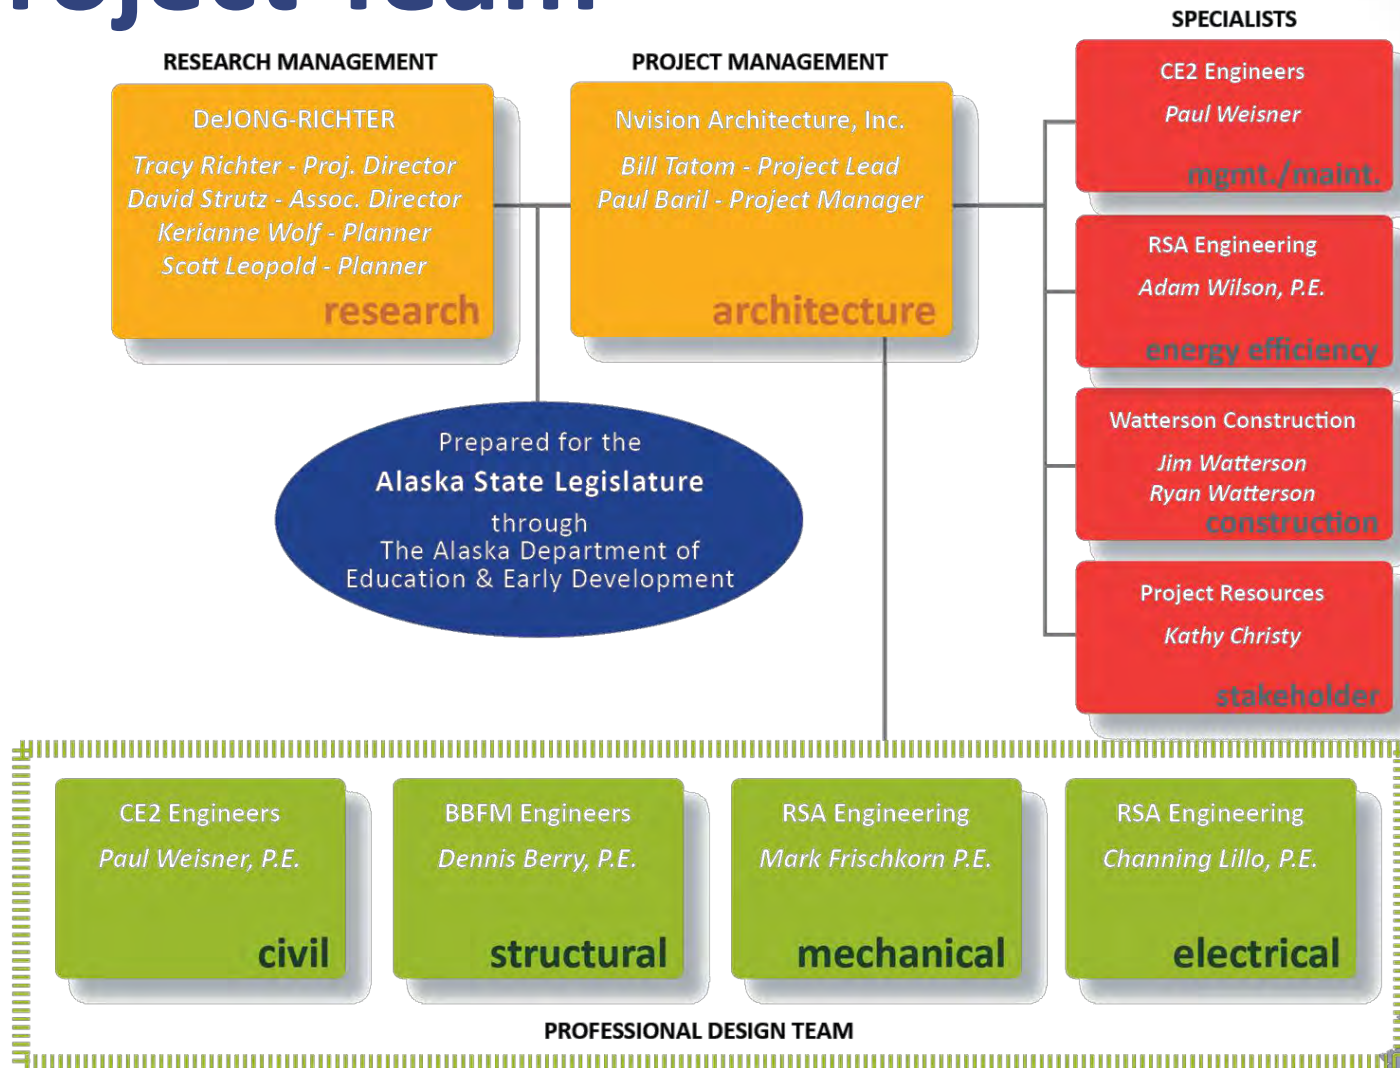 roject Team
RESEARCH MANAGEMENT
DeJONG-RICHTER
Tracy Richter - Proj. Director
David Strutz - Assoc. Director
Kerianne Wolf - Planner
Scott Leopold - Planner
research
PROJECT MANAGEMENT
Nvision Architecture, Inc.
Bill Tatom - Project Lead
Paul Baril - Project Manager
architecture
SPECIALISTS
CE2 Engineers
Paul Weisner
mgmt./maint.
RSA Engineering
Adam Wilson, P.E.
energy efficiency
Watterson Construction
Jim Watterson
Ryan Watterson
construction
Project Resources
Kathy Christy
stakeholder
Prepared for the
Alaska State Legislature
through
The Alaska Department of
Education & Early Development
CE2 Engineers
Paul Weisner, P.E.
civil
BBFM Engineers
Dennis Berry, P.E.
structural
RSA Engineering
Mark Frischkorn P.E.
mechanical
RSA Engineering
Channing Lillo, P.E.
electrical
PROFESSIONAL DESIGN TEAM